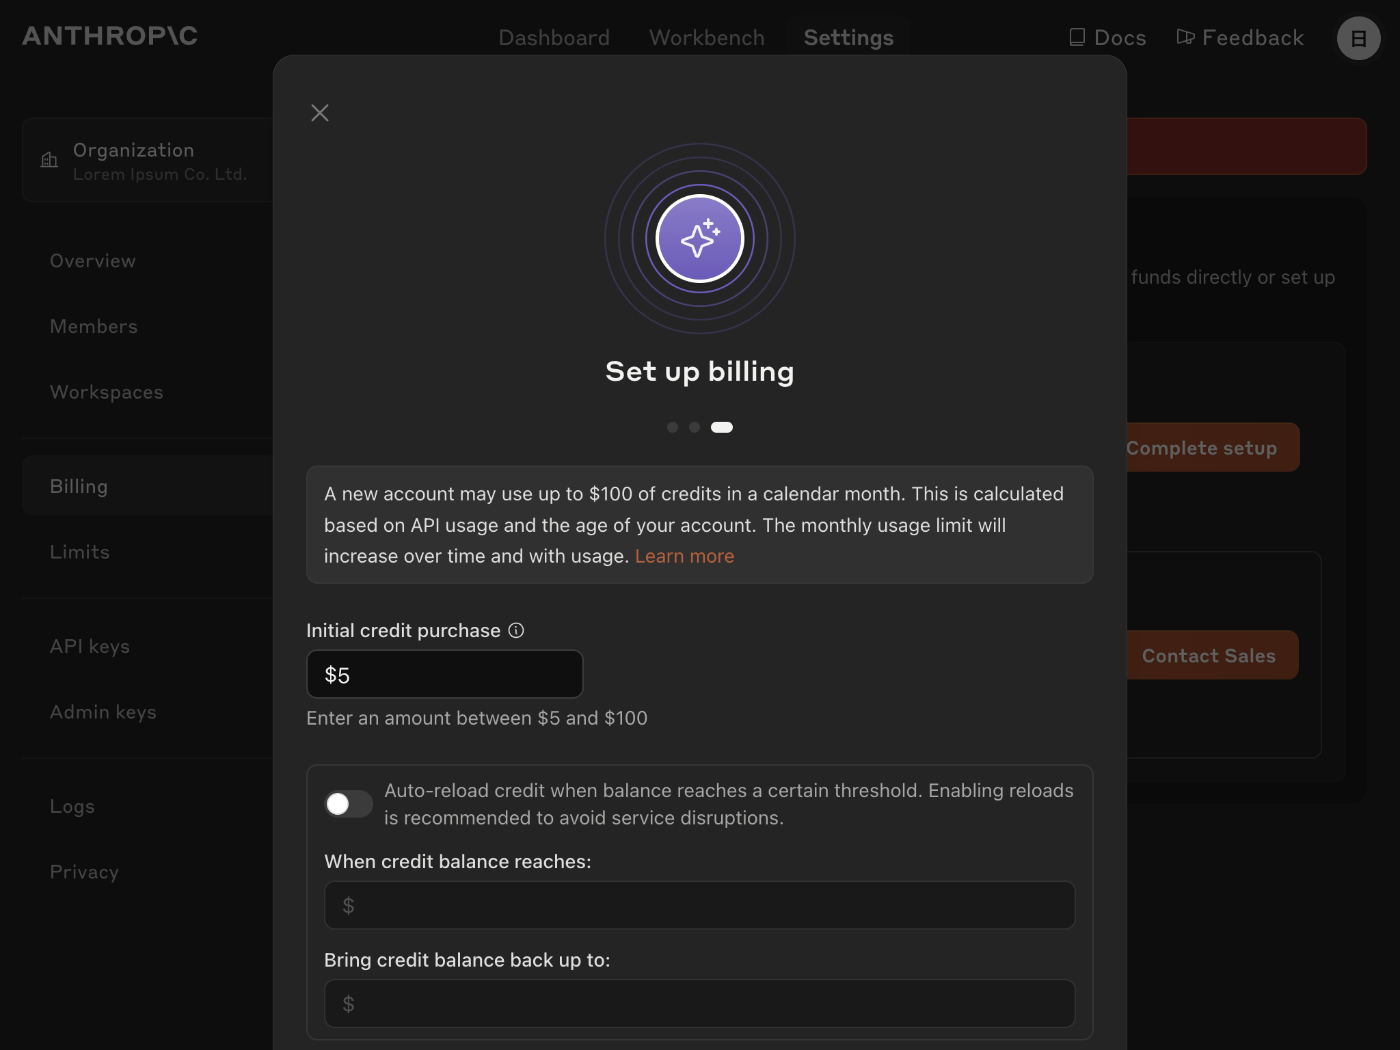 ANTHROP\C
Dashboard
Workbench
Settings
Docs
Feedback
日
Organization
Lorem Ipsum Co. Ltd.
Overview
Members
Workspaces
Billing
Limits
API keys
Admin keys
Logs
Privacy
funds directly or set up
Complete setup
Contact Sales
Set up billing
A new account may use up to $100 of credits in a calendar month. This is calculated
based on API usage and the age of your account. The monthly usage limit will
increase over time and with usage. Learn more
Initial credit purchase
$5
Enter an amount between $5 and $100
Auto-reload credit when balance reaches a certain threshold. Enabling reloads
is recommended to avoid service disruptions.
When credit balance reaches:
$
Bring credit balance back up to:
$